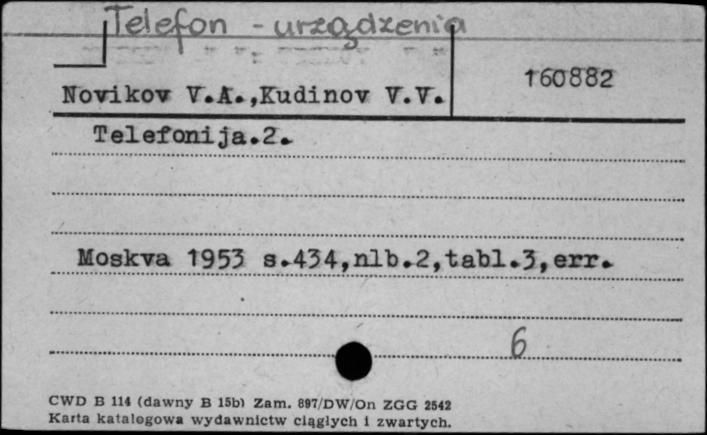 Telefon - urządzenia
160882
Novikov V.A.,Kudinov V.V.
Telefonija.2.
Moskva 1953 s.434,nlb.2,tabl.3,err.
6
CWD B 114 (dawny B 15b) Zam. 897/DW/On ZGG 2542
Karta katalogowa wydawnictw ciągłych i zwartych.